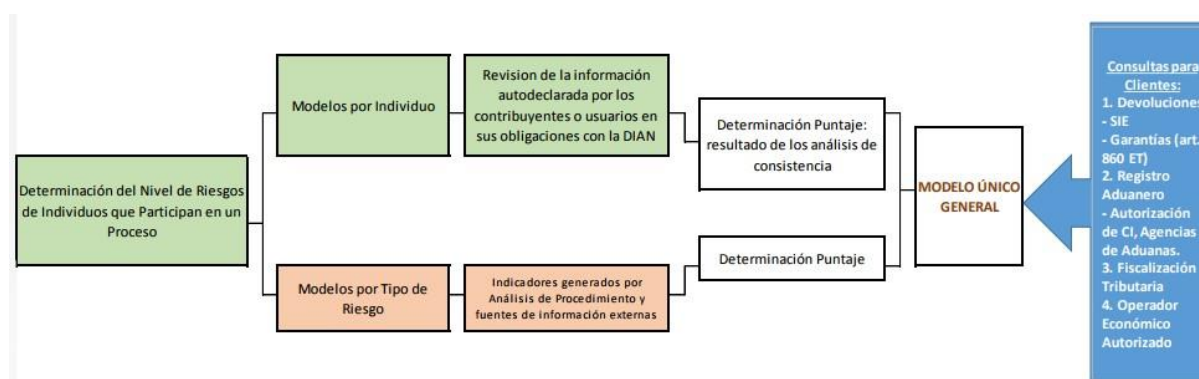 Determinación del Nivel de Riesgos
de Individuos que Participan en un
Proceso
Modelos por Individuo
Revision de la información
autodeclarada por los
contribuyentes o usuarios en
sus obligaciones con la DIAN
Determinación Puntaje:
resultado de los análisis de
consistencia
Modelos por Tipo de
Riesgo
Indicadores generados por
Análisis de Procedimiento y
fuentes de información externas
Determinación Puntaje
MODELO ÚNICO
GENERAL
Consultas para
Clientes:
1. Devoluciones
- SIE
- Garantías (art.
860 ET)
2. Registro
Aduanero
- Autorización
de CI, Agencias
de Aduanas.
3. Fiscalización
Tributaria
4. Operador
Económico
Autorizado